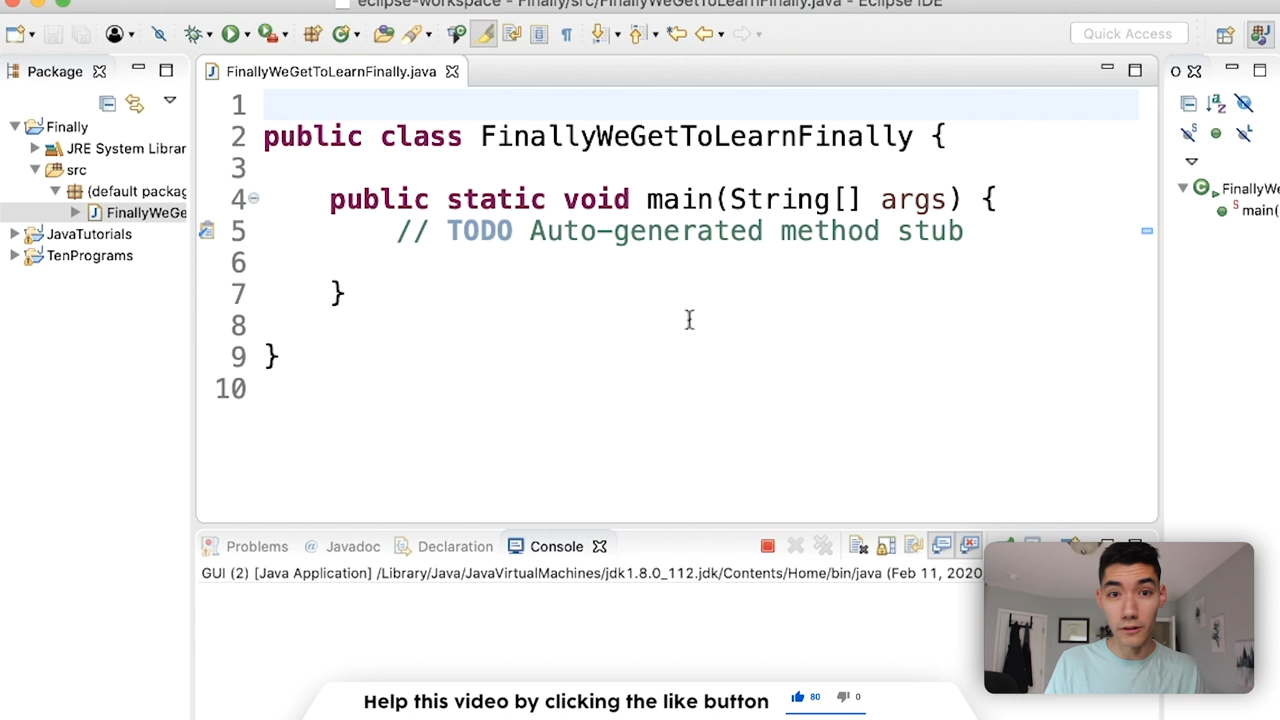 eclipse-workspace - Finally/src/FinallyWeGetToLearnFinally.java - Eclipse IDE
Quick Access
Package
FinallyWeGetToLearnFinally.java
O
Finally
JRE System Librar
src
(default packag
FinallyWeGe
JavaTutorials
TenPrograms
1
2 public class FinallyWeGetToLearnFinally {
3
4 public static void main(String[] args) {
5 // TODO Auto-generated method stub
6
7 }
8
9 }
10
FinallyWe
main(
Problems @ Javadoc Declaration Console
GUI (2) [Java Application] /Library/Java/JavaVirtualMachines/jdk1.8.0_112.jdk/Contents/Home/bin/java (Feb 11, 2020,
Help this video by clicking the like button 80 0